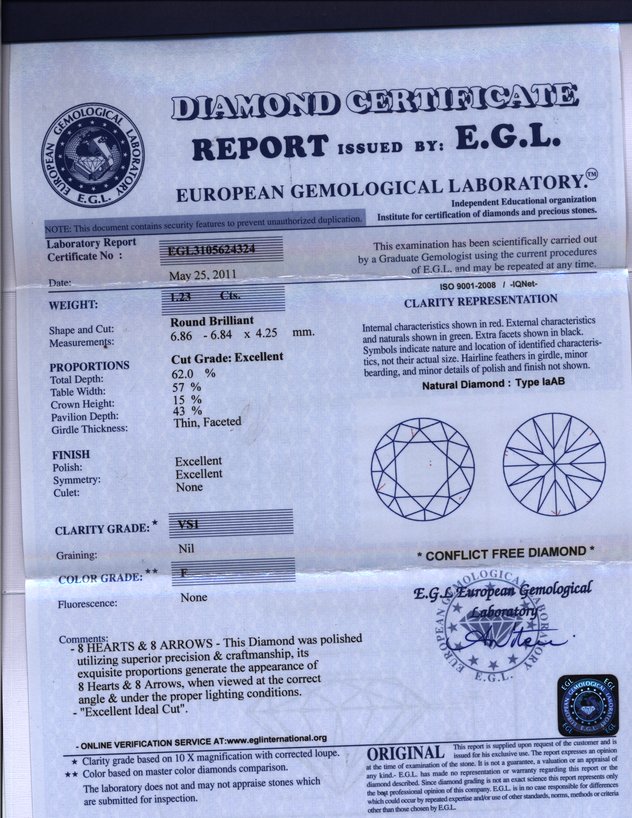 DIAMOND CERTIFICATE
REPORT ISSUED BY: E.G.L.
EUROPEAN GEMOLOGICAL LABORATORY.™
EUROPEAN GEMOLOGICAL LABORATORY
E.G.L.
Independent Educational organization
Institute for certification of diamonds and precious stones.
NOTE: This document contains security features to prevent unauthorized duplication.
Laboratory Report
Certificate No : EGL3105624324
Date: May 25, 2011
WEIGHT: 1.23 Cts.
Shape and Cut: Round Brilliant
Measurements: 6.86 - 6.84 x 4.25 mm.
PROPORTIONS Cut Grade: Excellent
Total Depth: 62.0 %
Table Width: 57 %
Crown Height: 15 %
Pavilion Depth: 43 %
Girdle Thickness: Thin, Faceted
FINISH
Polish: Excellent
Symmetry: Excellent
Culet: None
CLARITY GRADE: * VS1
Graining: Nil
COLOR GRADE: ** F
Fluorescence: None
Comments:
- 8 HEARTS & 8 ARROWS - This Diamond was polished
utilizing superior precision & craftmanship, its
exquisite proportions generate the appearance of
8 Hearts & 8 Arrows, when viewed at the correct
angle & under the proper lighting conditions.
- "Excellent Ideal Cut".
- ONLINE VERIFICATION SERVICE AT:www.eglinternational.org
★ Clarity grade based on 10 X magnification with corrected loupe.
★★ Color based on master color diamonds comparison.
The laboratory does not and may not appraise stones which
are submitted for inspection.
This examination has been scientifically carried out
by a Graduate Gemologist using the current procedures
of E.G.L. and may be repeated at any time.
ISO 9001-2008 / -IQNet-
CLARITY REPRESENTATION
Internal characteristics shown in red. External characteristics
and naturals shown in green. Extra facets shown in black.
Symbols indicate nature and location of identified characteris-
tics, not their actual size. Hairline feathers in girdle, minor
bearding, and minor details of polish and finish not shown.
Natural Diamond : Type IaAB
* CONFLICT FREE DIAMOND *
E.G.L European Gemological
Laboratory
EUROPEAN GEMOLOGICAL LABORATORY
E.G.L.
EGL
EGL
ORIGINAL This report is supplied upon request of the customer and is
issued for his exclusive use. The report expresses an opinion
at the time of examination of the stone. It is not a guarantee, a valuation or an appraisal of
any kind.- E.G.L. has made no representation or warranty regarding this report or the
diamond described. Since diamond grading is not an exact science this report represents only
the best professional opinion of this company. E.G.L. is in no case responsible for differences
which could occur by repeated expertise and/or use of other standards, norms, methods or criteria
other than those chosen by E.G.L.